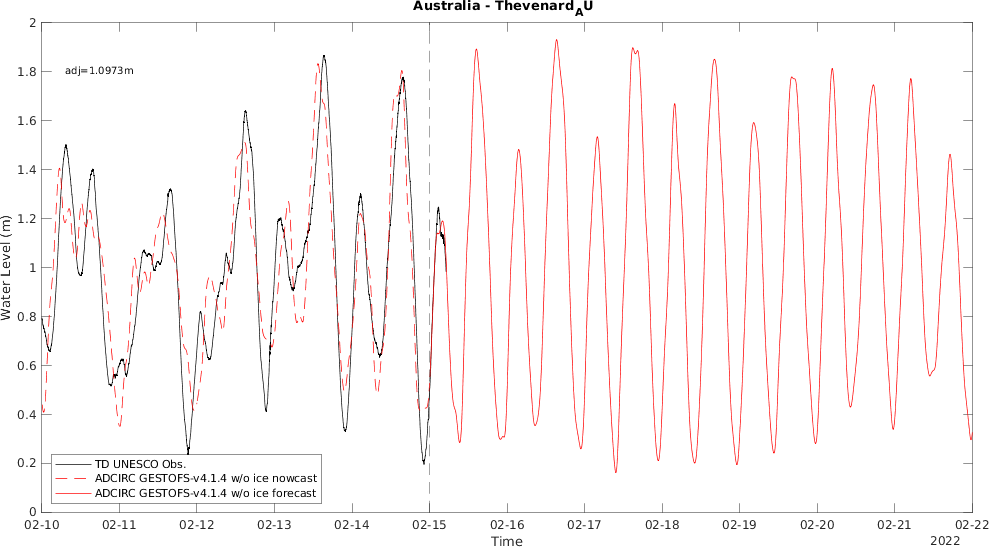 Australia - Thevenard_AU
adj=1.0973m
Water Level (m)
2
1.8
1.6
1.4
1.2
1
0.8
0.6
0.4
0.2
0
TD UNESCO Obs.
ADCIRC GESTOFS-v4.1.4 w/o ice nowcast
ADCIRC GESTOFS-v4.1.4 w/o ice forecast
02-10 02-11 02-12 02-13 02-14 02-15 02-16 02-17 02-18 02-19 02-20 02-21 02-22
Time
2022